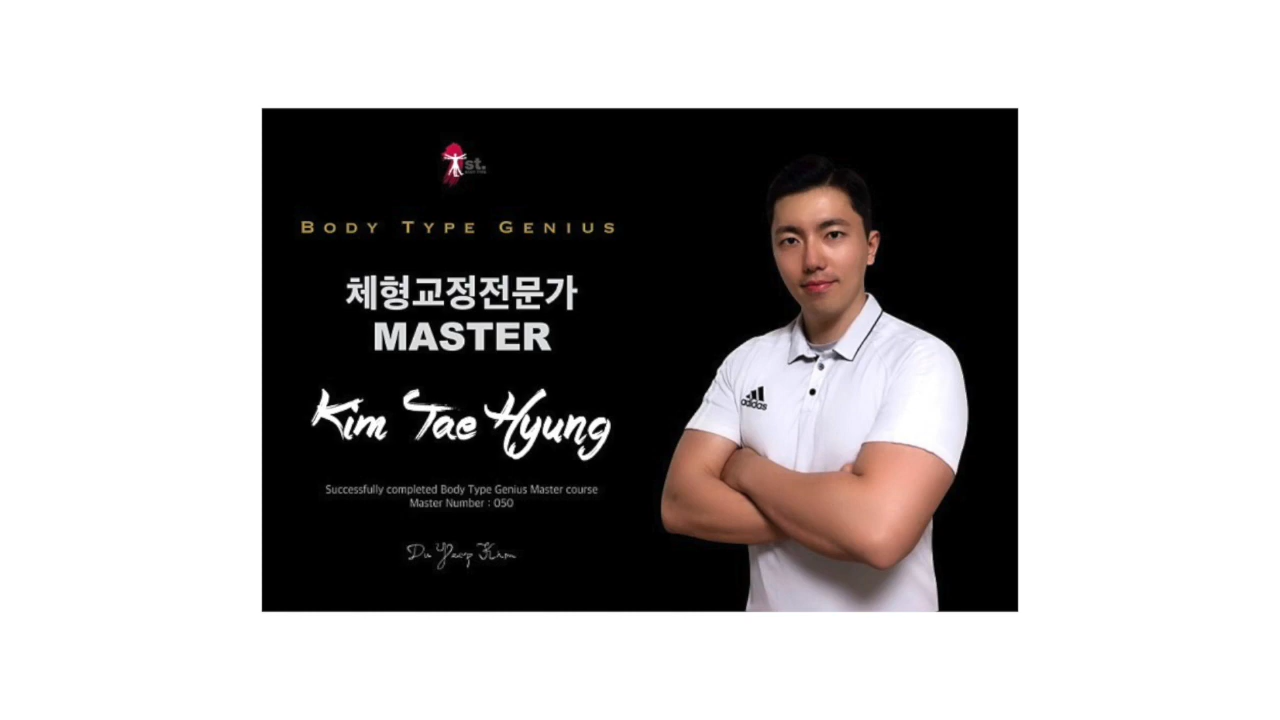 st.
BODY TYPE GENIUS
체형교정전문가
MASTER
Kim Tae Hyung
Successfully completed Body Type Genius Master course
Master Number : 050
adidas